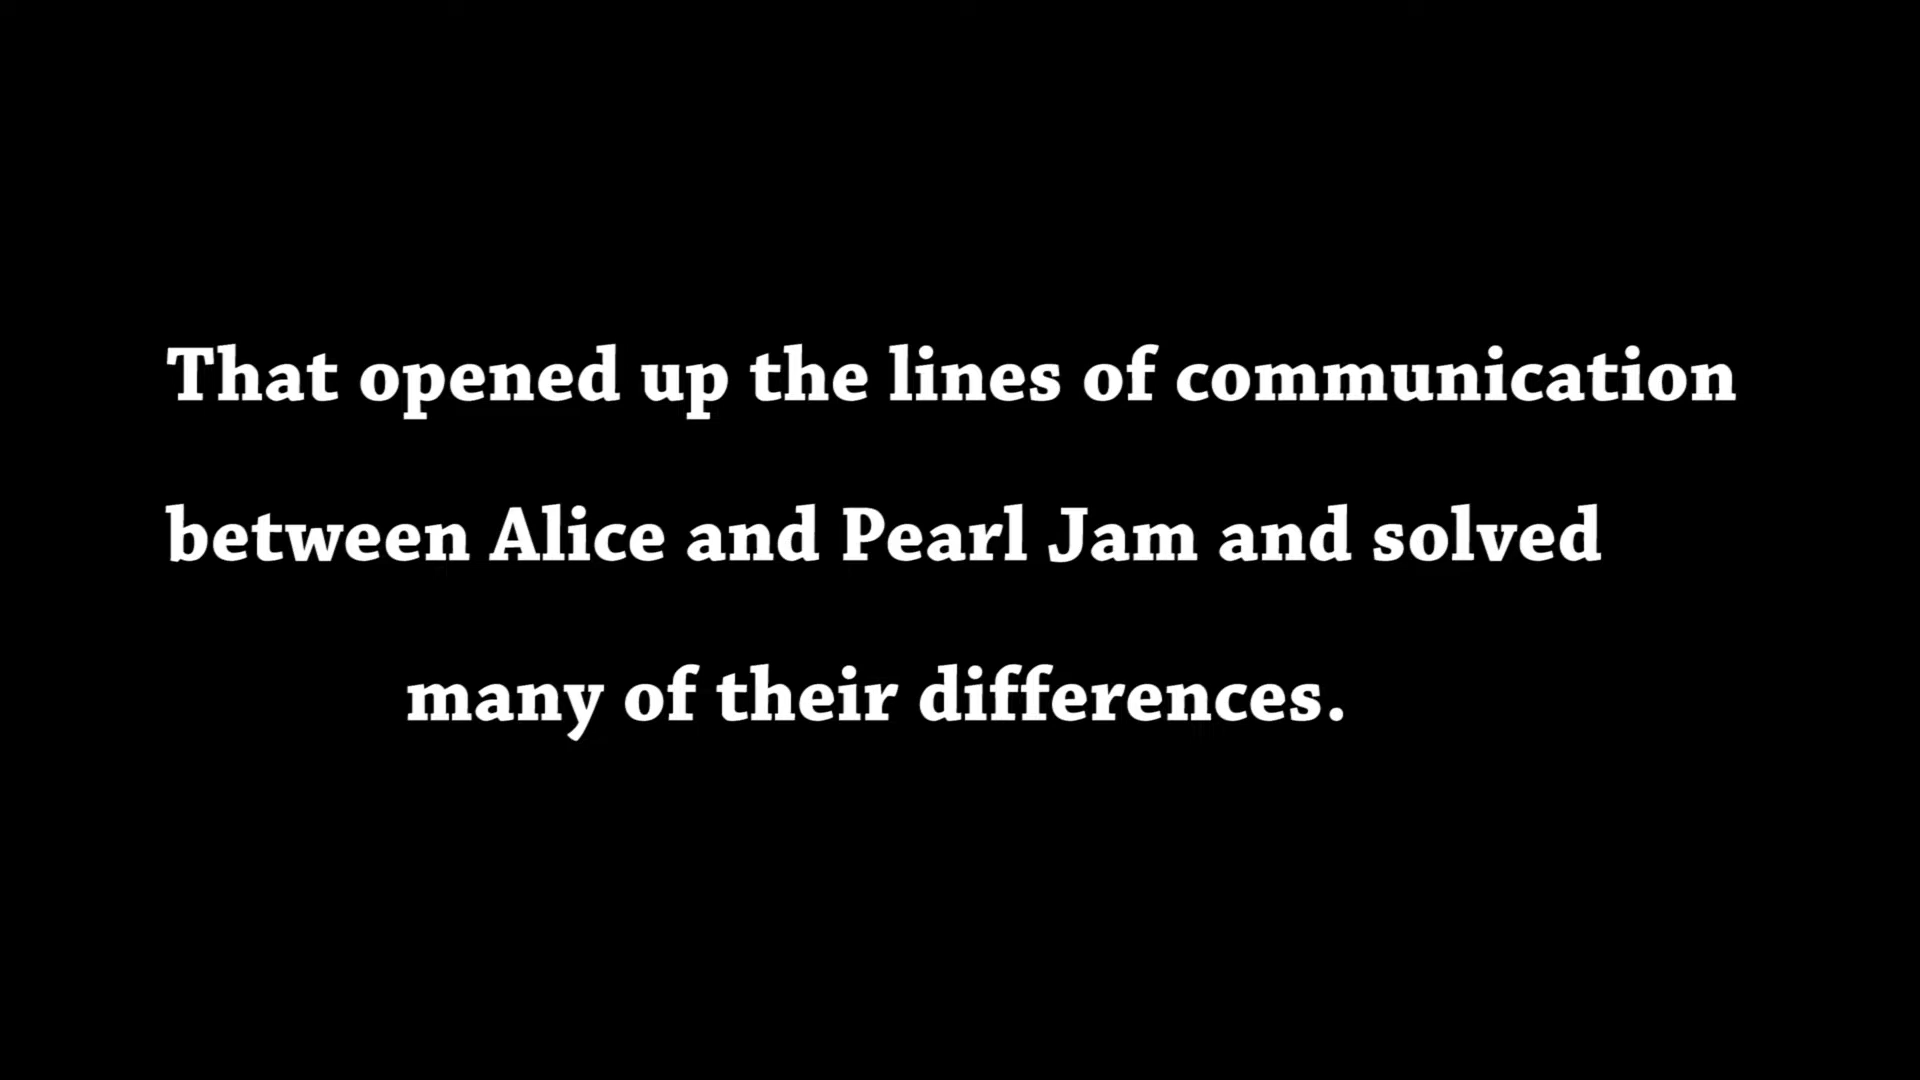 That opened up the lines of communication
between Alice and Pearl Jam and solved
many of their differences.